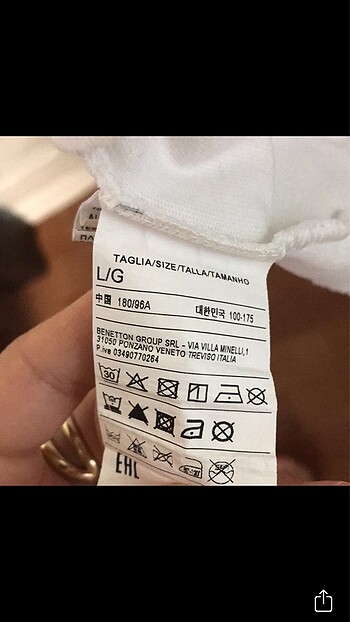 TAGLIA/SIZE/TALLA/TAMANHO
L/G
中国 180/96A 대한민국 100-175
BENETTON GROUP SRL - VIA VILLA MINELLI,1
31050 PONZANO VENETO TREVISO ITALIA
P.iva 03490770264
30
EAC